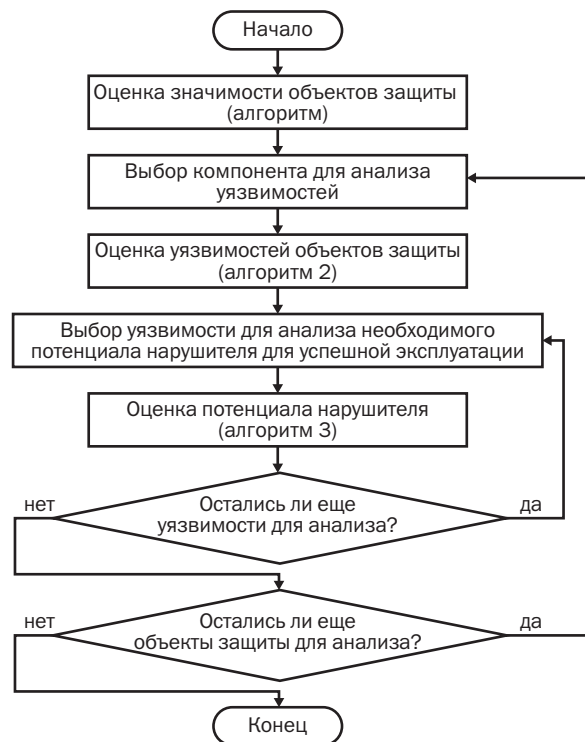 Начало
Оценка значимости объектов защиты
(алгоритм)
Выбор компонента для анализа
уязвимостей
Оценка уязвимостей объектов защиты
(алгоритм 2)
Выбор уязвимости для анализа необходимого
потенциала нарушителя для успешной эксплуатации
Оценка потенциала нарушителя
(алгоритм 3)
нет
Остались ли еще
уязвимости для анализа?
да
нет
Остались ли еще
объекты защиты для анализа?
да
Конец